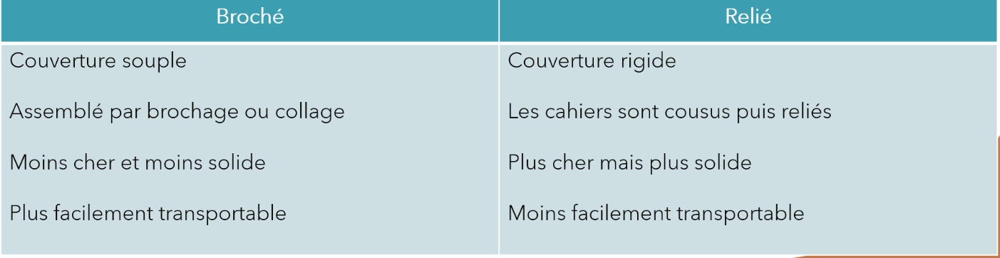 Broché
Relié
Couverture souple
Couverture rigide
Assemblé par brochage ou collage
Les cahiers sont cousus puis reliés
Moins cher et moins solide
Plus cher mais plus solide
Plus facilement transportable
Moins facilement transportable